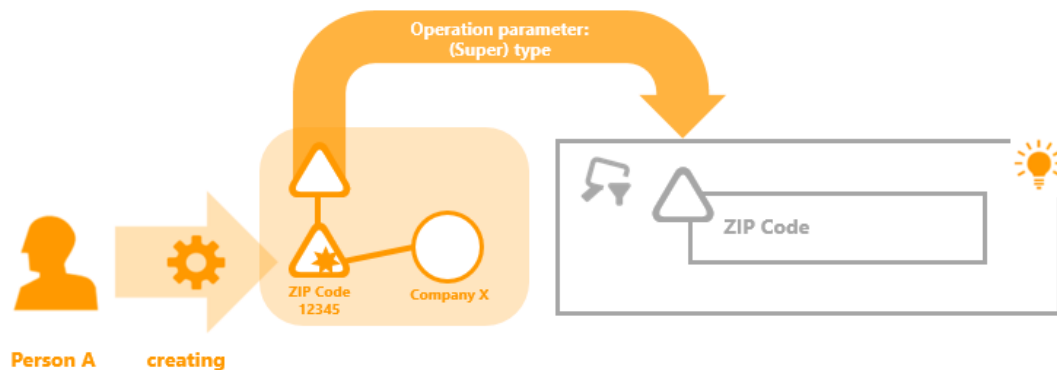 Operation parameter:
(Super) type
ZIP Code
ZIP Code
12345
Company X
Person A
creating